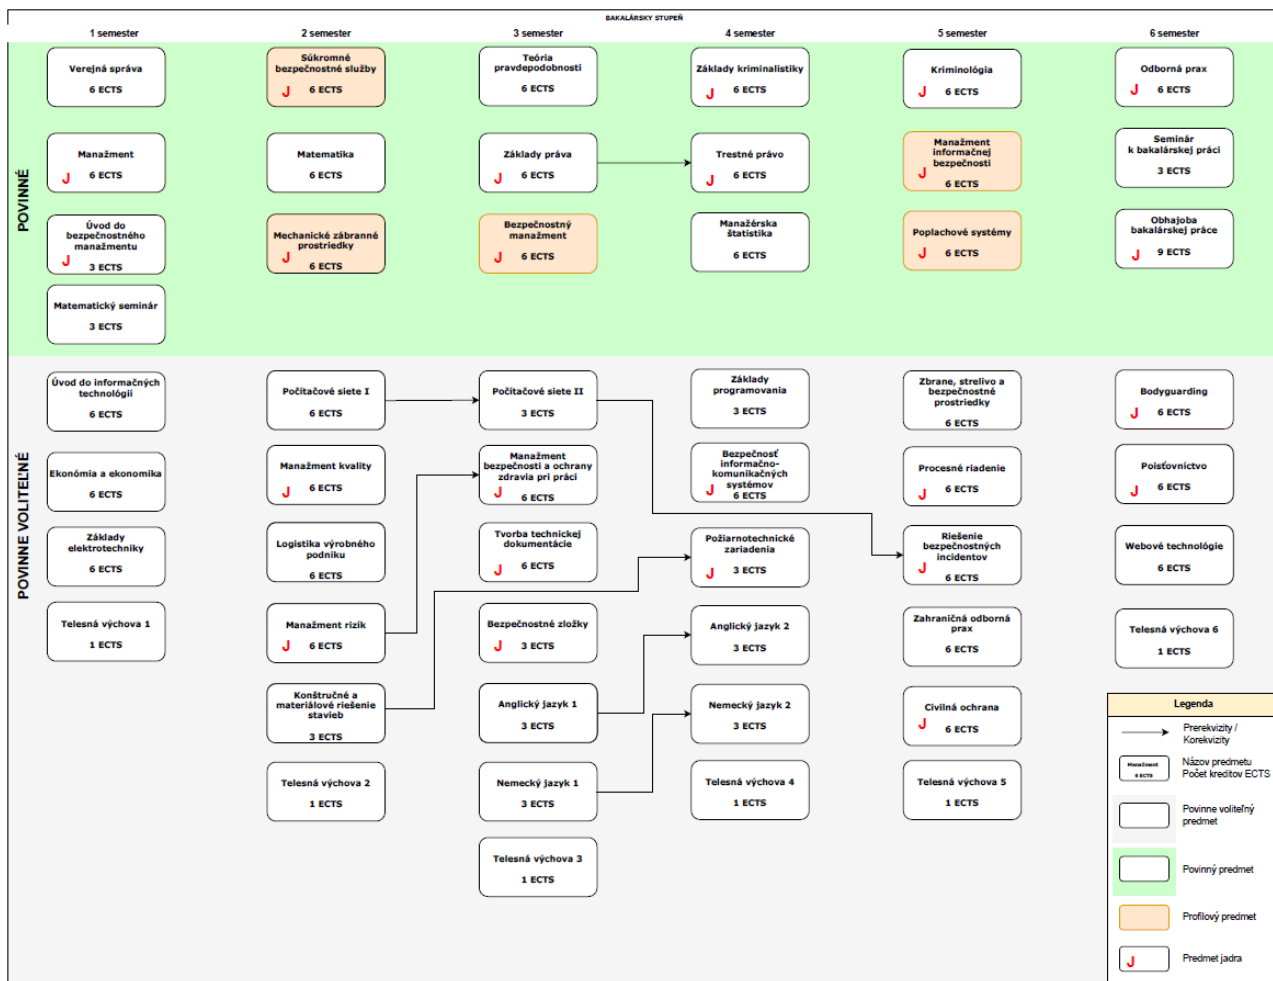 BAKALÁRSKY STUPEŇ
1 semester
2 semester
3 semester
4 semester
5 semester
6 semester
POVINNÉ
Verejná správa
6 ECTS
Súkromné
bezpečnostné služby
J 6 ECTS
Teória
pravdepodobnosti
6 ECTS
Základy kriminalistiky
J 6 ECTS
Kriminológia
J 6 ECTS
Odborná prax
J 6 ECTS
Manažment
J 6 ECTS
Matematika
6 ECTS
Základy práva
J 6 ECTS
Trestné právo
J 6 ECTS
Manažment
informačnej
bezpečnosti
J 6 ECTS
Seminár
k bakalárskej práci
3 ECTS
Úvod do
bezpečnostného
manažmentu
J 3 ECTS
Mechanické zábranné
prostriedky
J 6 ECTS
Bezpečnostný
manažment
J 6 ECTS
Manažérska
štatistika
6 ECTS
Poplachové systémy
J 6 ECTS
Obhajoba
bakalárskej práce
J 9 ECTS
Matematický seminár
3 ECTS
POVINNE VOLITEĽNÉ
Úvod do informačných
technológií
6 ECTS
Počítačové siete I
6 ECTS
Počítačové siete II
3 ECTS
Základy
programovania
3 ECTS
Zbrane, strelivo a
bezpečnostné
prostriedky
6 ECTS
Bodyguarding
J 6 ECTS
Ekonómia a ekonomika
6 ECTS
Manažment kvality
J 6 ECTS
Manažment
bezpečnosti a ochrany
zdravia pri práci
J 6 ECTS
Bezpečnosť
informačno-
komunikačných
systémov
J 6 ECTS
Procesné riadenie
J 6 ECTS
Poisťovníctvo
J 6 ECTS
Základy
elektrotechniky
6 ECTS
Logistika výrobného
podniku
6 ECTS
Tvorba technickej
dokumentácie
J 6 ECTS
Požiarnotechnické
zariadenia
J 3 ECTS
Riešenie
bezpečnostných
incidentov
J 6 ECTS
Webové technológie
6 ECTS
Telesná výchova 1
1 ECTS
Manažment rizík
J 6 ECTS
Bezpečnostné zložky
J 3 ECTS
Anglický jazyk 2
3 ECTS
Zahraničná odborná
prax
6 ECTS
Telesná výchova 6
1 ECTS
Konštručné a
materiálové riešenie
stavieb
3 ECTS
Anglický jazyk 1
3 ECTS
Nemecký jazyk 2
3 ECTS
Civilná ochrana
J 6 ECTS
Telesná výchova 2
1 ECTS
Nemecký jazyk 1
3 ECTS
Telesná výchova 4
1 ECTS
Telesná výchova 5
1 ECTS
Telesná výchova 3
1 ECTS
Legenda
Prerekvizity /
Korekvizity
Manažment
6 ECTS
Názov predmetu
Počet kreditov ECTS
Povinne voliteľný
predmet
Povinný predmet
Profilový predmet
J
Predmet jadra